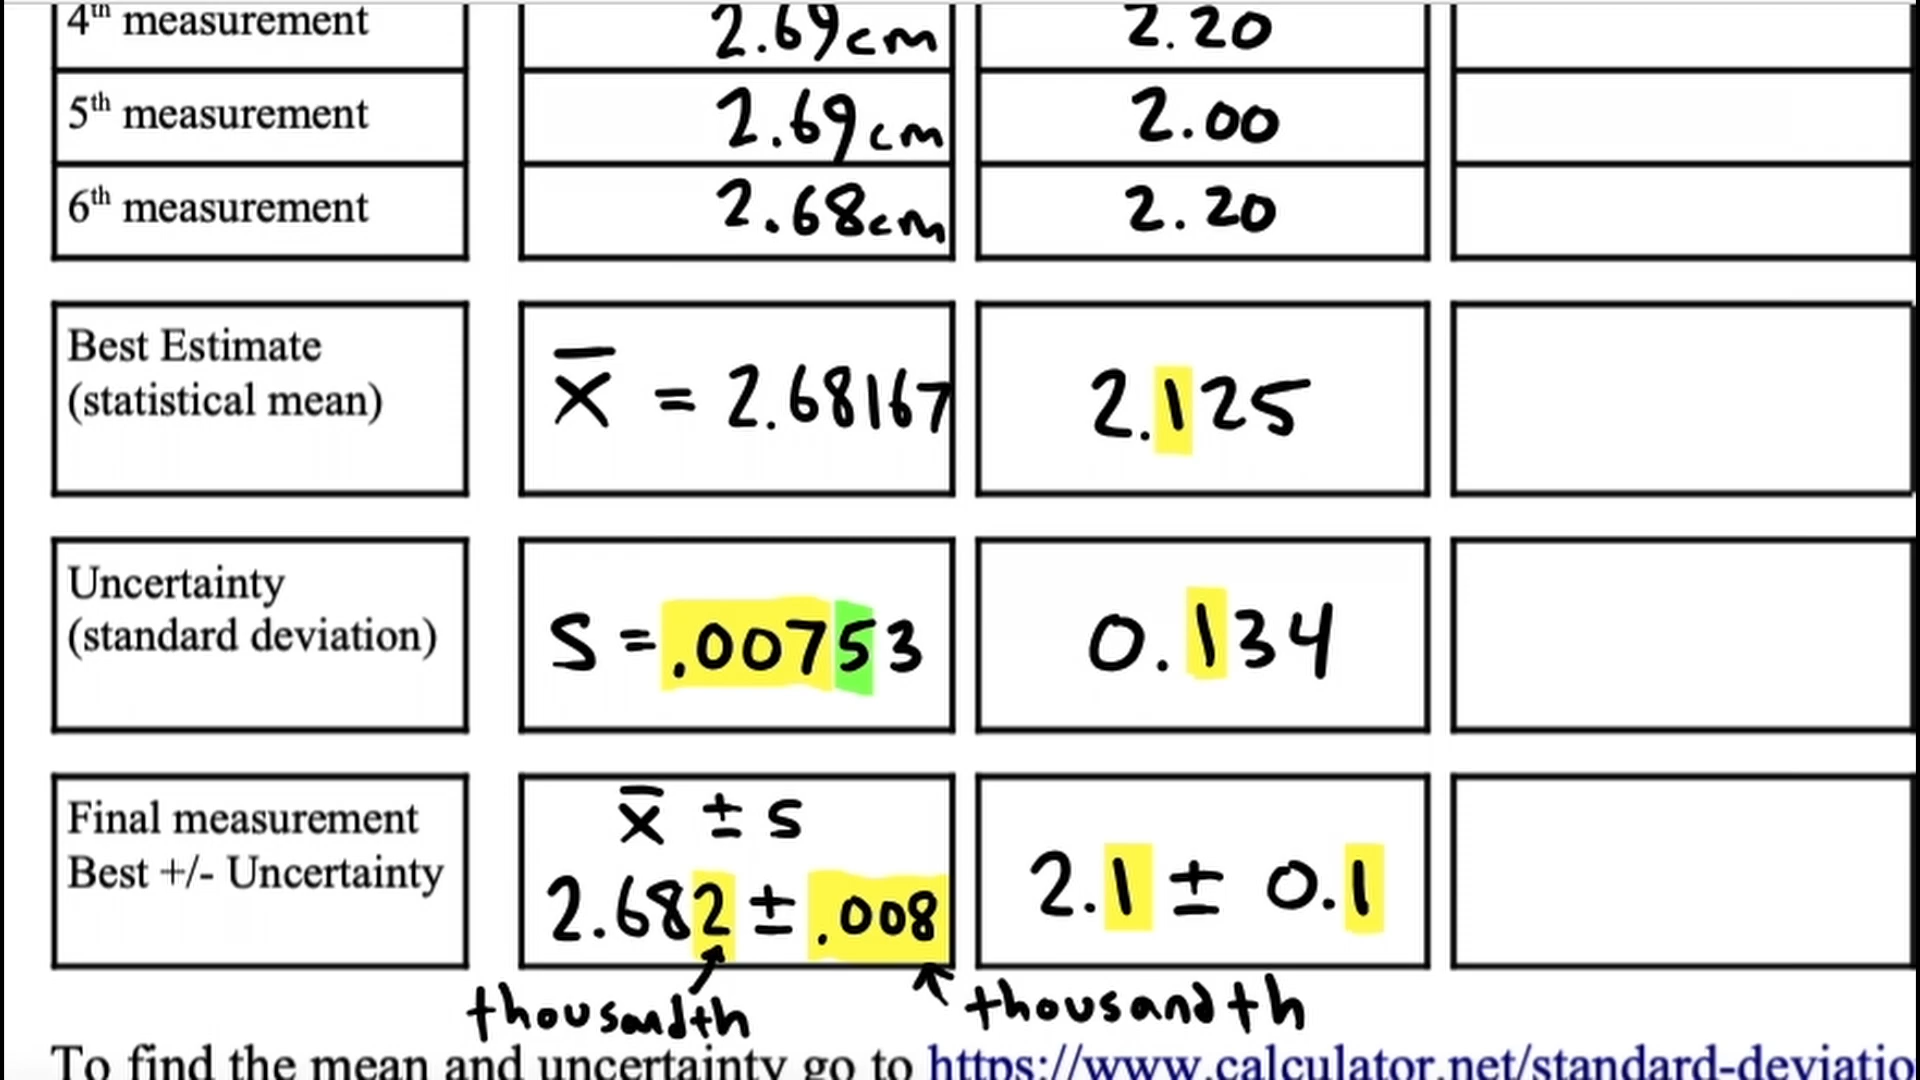 4th measurement 2.69cm 2.20
5th measurement 2.69cm 2.00
6th measurement 2.68cm 2.20
Best Estimate
(statistical mean)
x̅ = 2.68167 2.125
Uncertainty
(standard deviation)
S = .00753 0.134
Final measurement
Best +/- Uncertainty
x̅ ± s
2.682 ± .008 2.1 ± 0.1
thousandth thousandth
To find the mean and uncertainty go to https://www.calculator.net/standard-deviatio